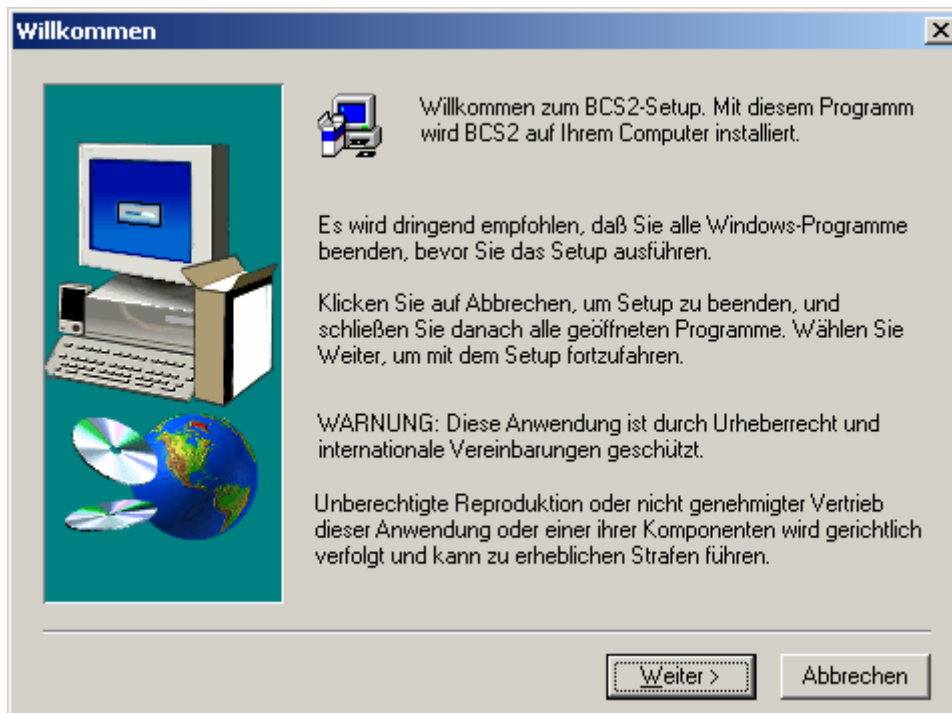 Willkommen
Willkommen zum BCS2-Setup. Mit diesem Programm
wird BCS2 auf Ihrem Computer installiert.
Es wird dringend empfohlen, daß Sie alle Windows-Programme
beenden, bevor Sie das Setup ausführen.
Klicken Sie auf Abbrechen, um Setup zu beenden, und
schließen Sie danach alle geöffneten Programme. Wählen Sie
Weiter, um mit dem Setup fortzufahren.
WARNUNG: Diese Anwendung ist durch Urheberrecht und
internationale Vereinbarungen geschützt.
Unberechtigte Reproduktion oder nicht genehmigter Vertrieb
dieser Anwendung oder einer ihrer Komponenten wird gerichtlich
verfolgt und kann zu erheblichen Strafen führen.
Weiter >
Abbrechen